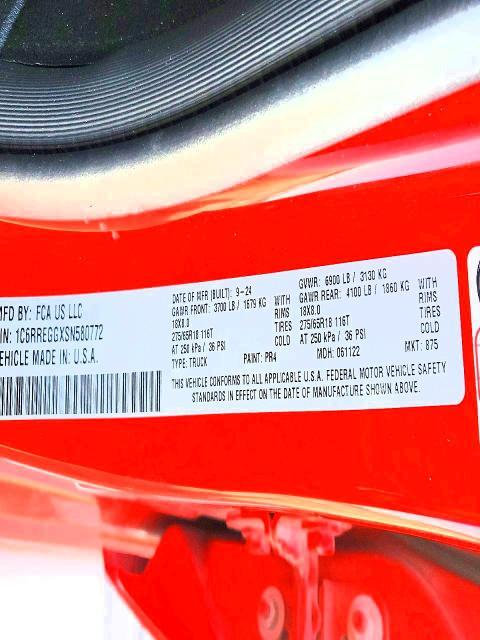 MFD BY: FCA US LLC
IN: 1C6RREGGXSN580772
VEHICLE MADE IN: U.S.A.
DATE OF MFR (BUILT): 9-24
GAWR FRONT: 3700 LB / 1679 KG WITH
18X8.0 RIMS
275/65R18 116T TIRES
AT 250 kPa / 36 PSI COLD
TYPE: TRUCK
PAINT: PR4
GVWR: 6900 LB / 3130 KG
GAWR REAR: 4100 LB / 1860 KG WITH
18X8.0 RIMS
275/65R18 116T TIRES
AT 250 kPa / 36 PSI COLD
MDH: 061122
MKT: 875
THIS VEHICLE CONFORMS TO ALL APPLICABLE U.S.A. FEDERAL MOTOR VEHICLE SAFETY
STANDARDS IN EFFECT ON THE DATE OF MANUFACTURE SHOWN ABOVE.